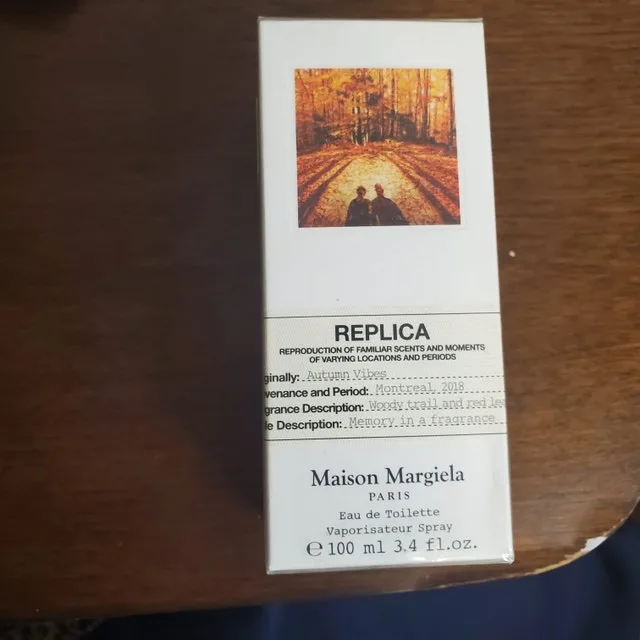 REPLICA
REPRODUCTION OF FAMILIAR SCENTS AND MOMENTS
OF VARYING LOCATIONS AND PERIODS
ginally: Autumn Vibes
venance and Period: Montreal, 2018
grance Description: Woody trail and red lea
le Description: Memory in a fragrance
Maison Margiela
PARIS
Eau de Toilette
Vaporisateur Spray
℮ 100 ml 3.4 fl.oz.